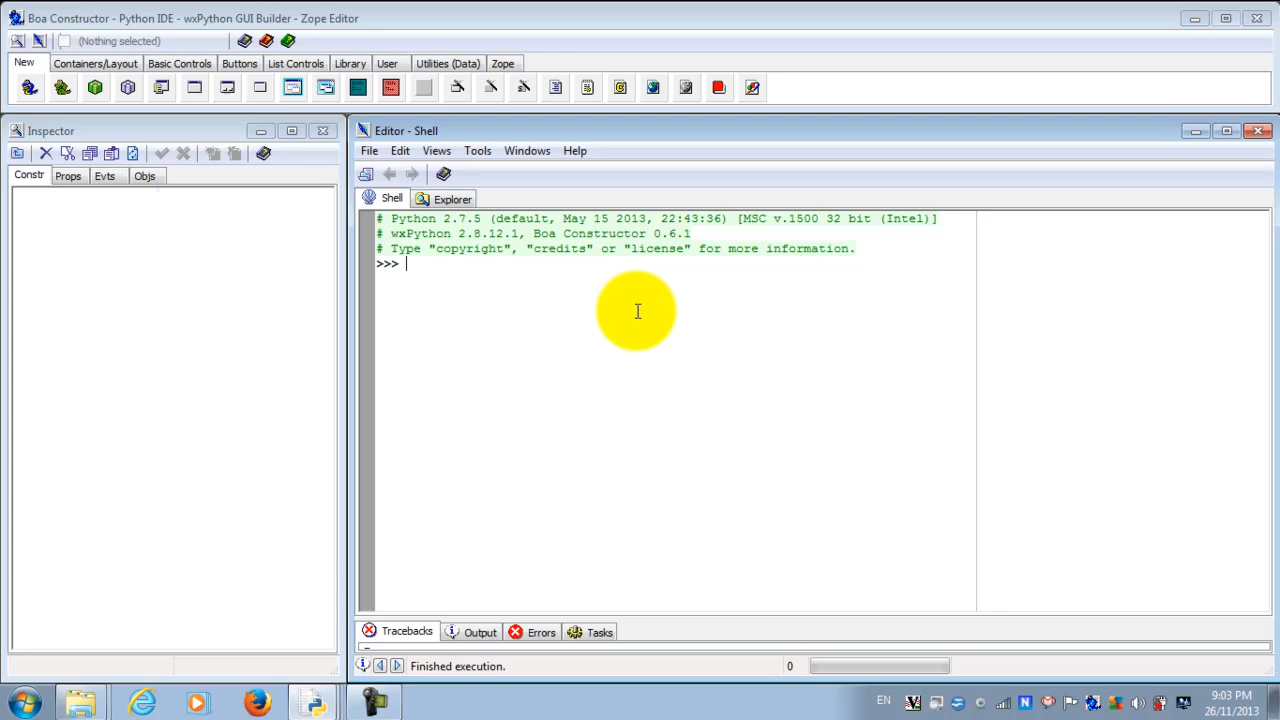 Boa Constructor - Python IDE - wxPython GUI Builder - Zope Editor
(Nothing selected)
New Containers/Layout Basic Controls Buttons List Controls Library User Utilities (Data) Zope
Inspector
Constr Props Evts Objs
Editor - Shell
File Edit Views Tools Windows Help
Shell Explorer
# Python 2.7.5 (default, May 15 2013, 22:43:36) [MSC v.1500 32 bit (Intel)]
# wxPython 2.8.12.1, Boa Constructor 0.6.1
# Type "copyright", "credits" or "license" for more information.
>>>
Tracebacks Output Errors Tasks
Finished execution. 0
EN 9:03 PM
26/11/2013